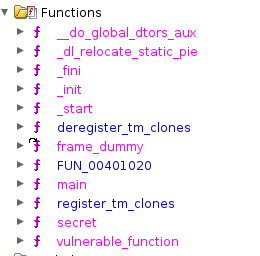 Functions
__do_global_dtors_aux
_dl_relocate_static_pie
_fini
_init
_start
deregister_tm_clones
frame_dummy
FUN_00401020
main
register_tm_clones
secret
vulnerable_function